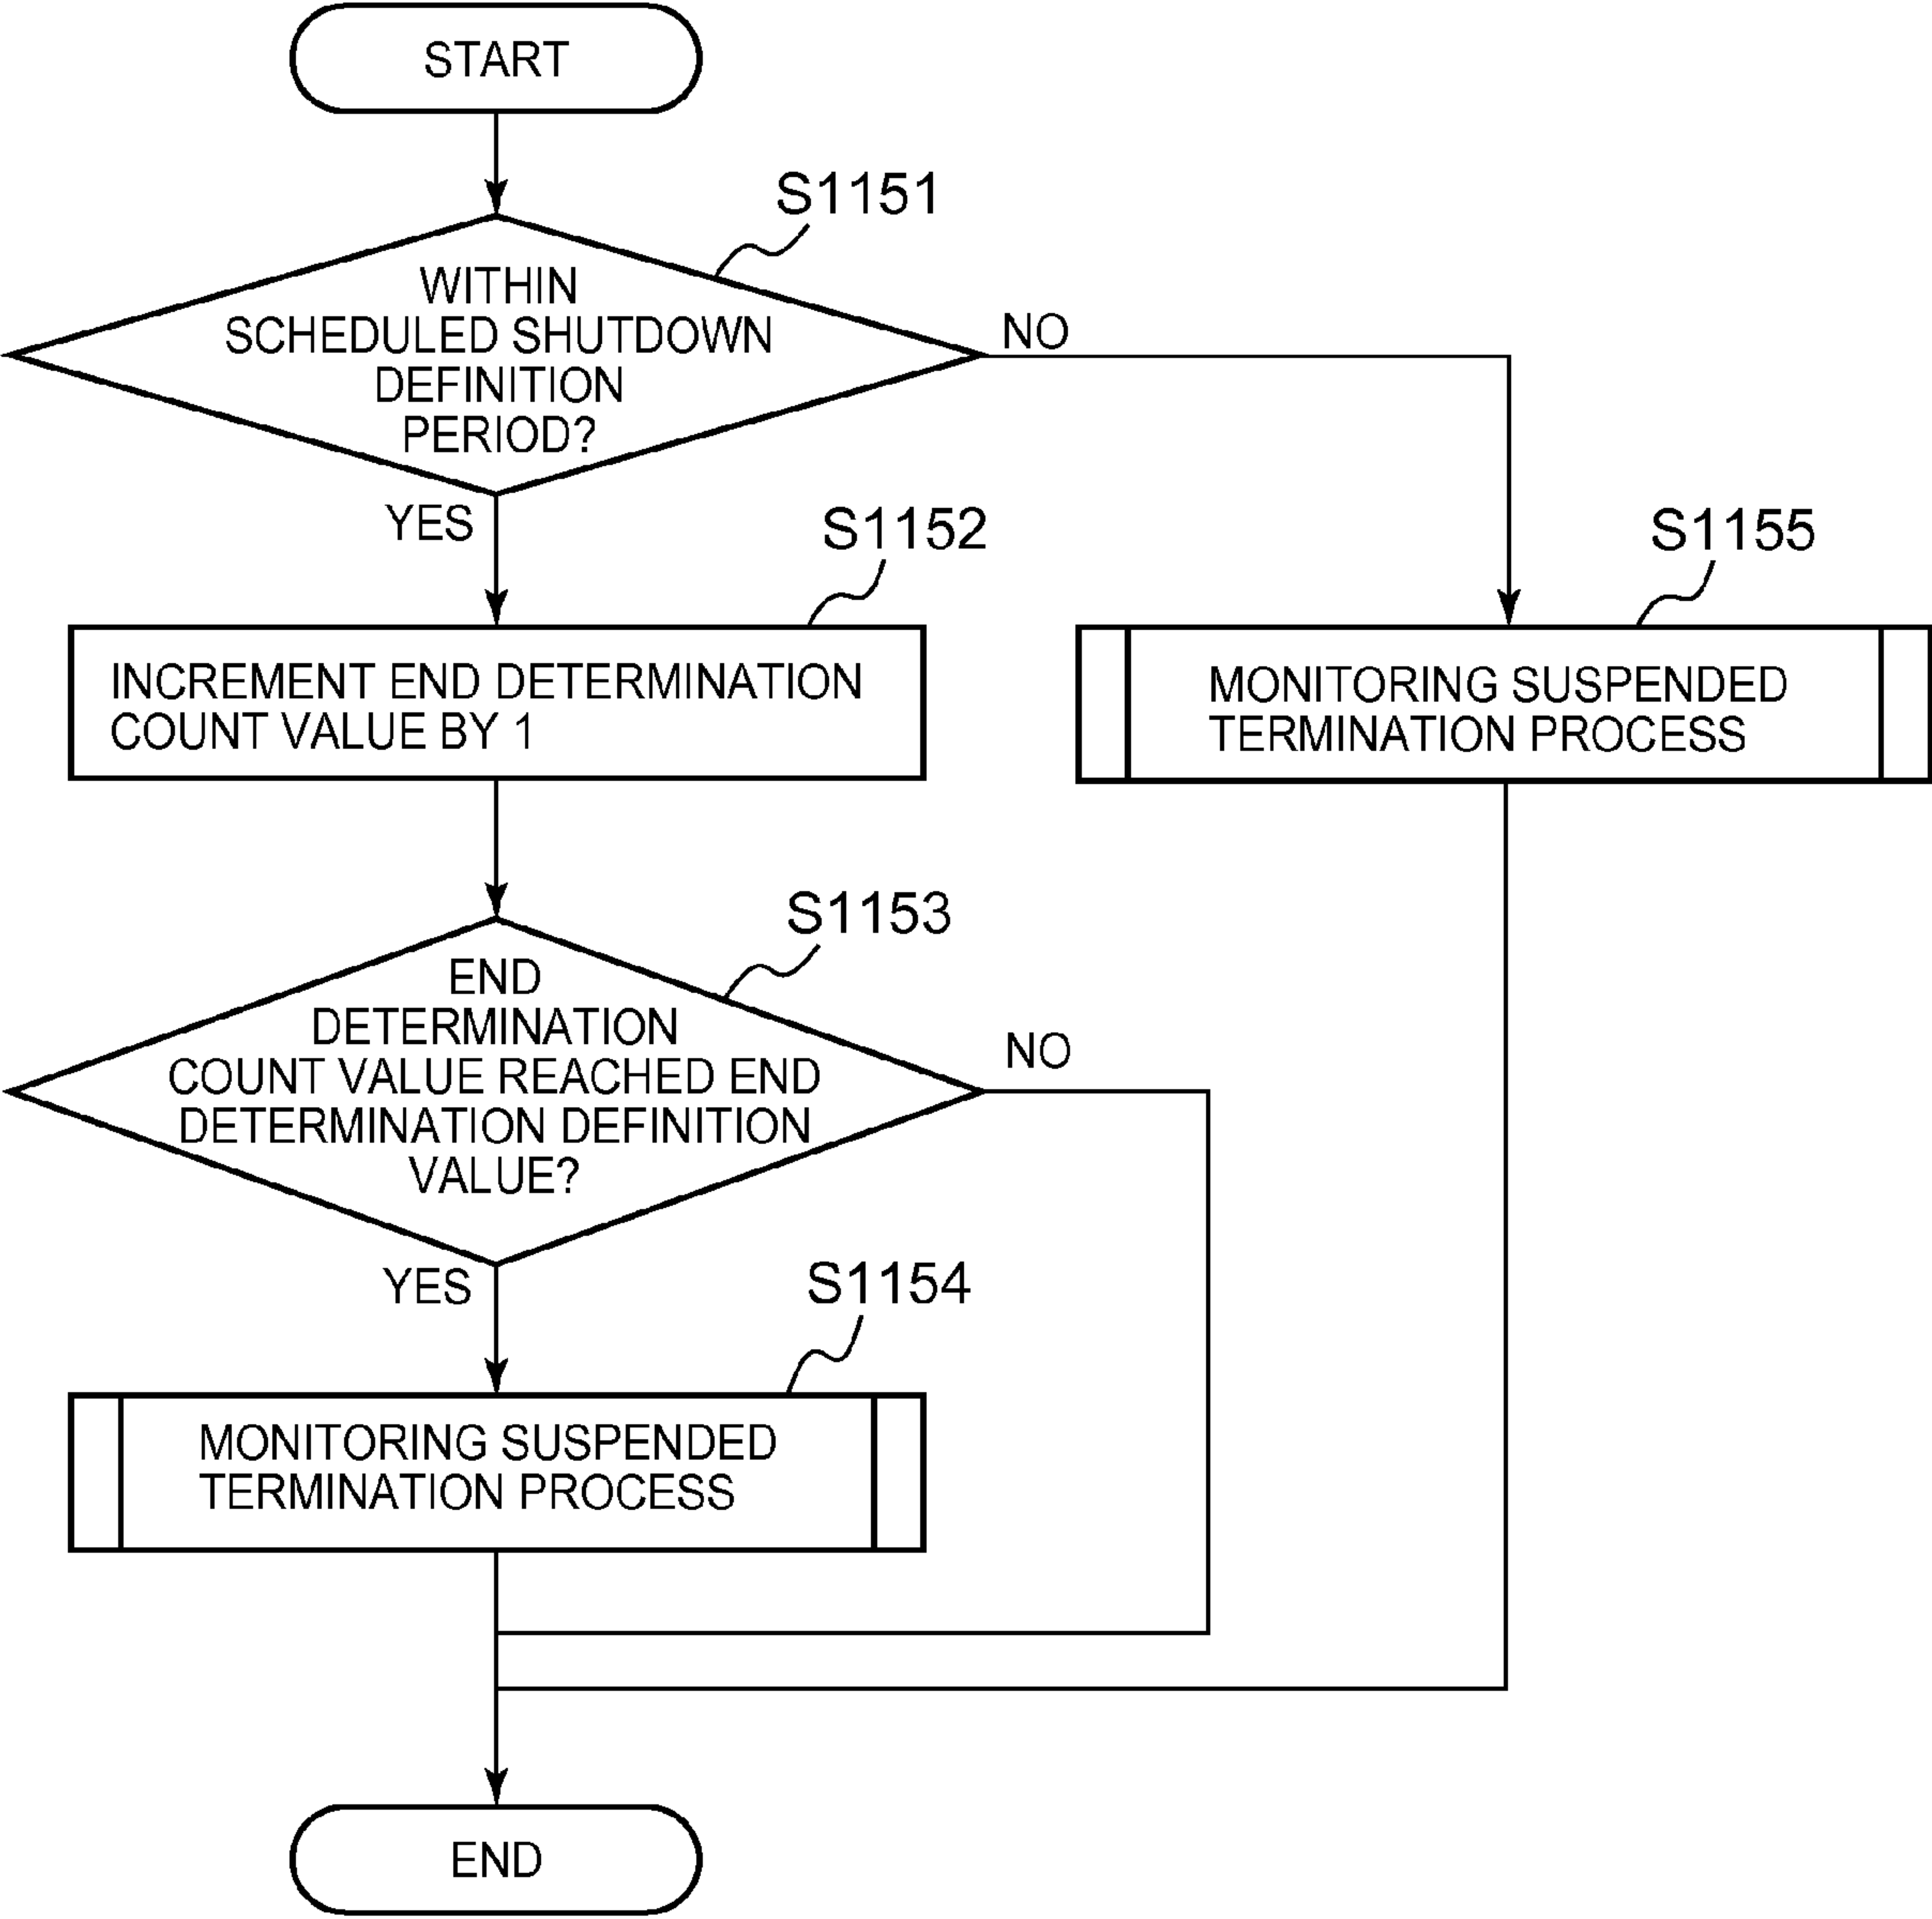 START
S1151
WITHIN
SCHEDULED SHUTDOWN
DEFINITION
PERIOD?
NO
YES
S1152
S1155
INCREMENT END DETERMINATION
COUNT VALUE BY 1
MONITORING SUSPENDED
TERMINATION PROCESS
S1153
END
DETERMINATION
COUNT VALUE REACHED END
DETERMINATION DEFINITION
VALUE?
NO
YES
S1154
MONITORING SUSPENDED
TERMINATION PROCESS
END